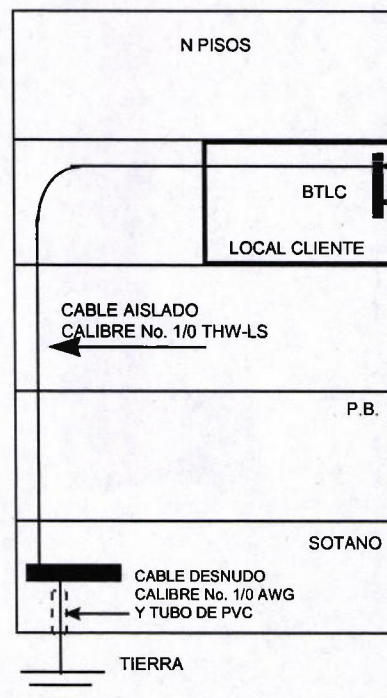 N PISOS
BTLC
LOCAL CLIENTE
CABLE AISLADO
CALIBRE No. 1/0 THW-LS
P.B.
SOTANO
CABLE DESNUDO
CALIBRE No. 1/0 AWG
Y TUBO DE PVC
TIERRA